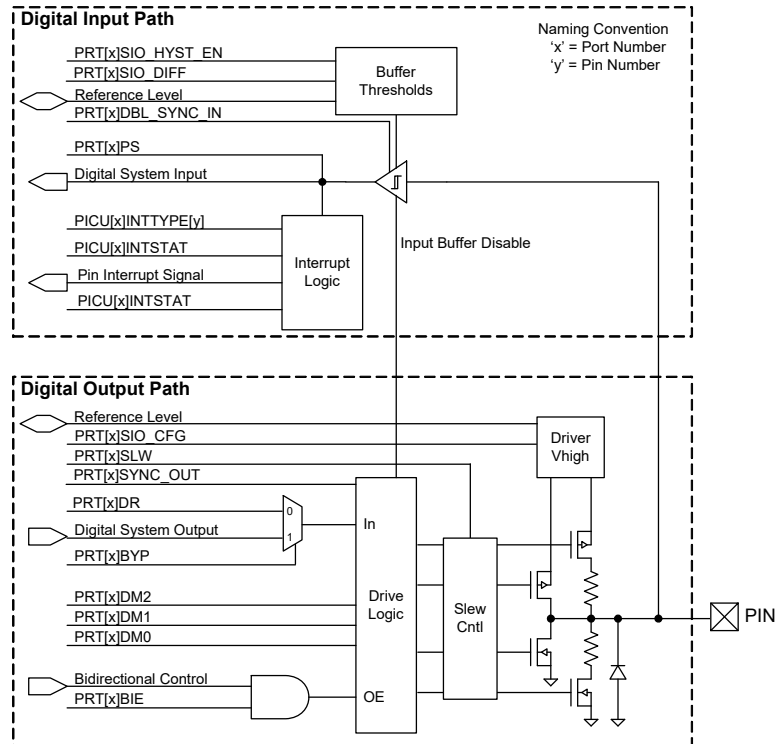 Digital Input Path
Naming Convention
‘x’ = Port Number
‘y’ = Pin Number
PRT[x]SIO_HYST_EN
PRT[x]SIO_DIFF
Reference Level
PRT[x]DBL_SYNC_IN
Buffer
Thresholds
PRT[x]PS
Digital System Input
PICU[x]INTTYPE[y]
PICU[x]INTSTAT
Pin Interrupt Signal
PICU[x]INTSTAT
Interrupt
Logic
Input Buffer Disable
Digital Output Path
Reference Level
PRT[x]SIO_CFG
PRT[x]SLW
PRT[x]SYNC_OUT
Driver
Vhigh
PRT[x]DR
Digital System Output
PRT[x]BYP
0
1
In
PRT[x]DM2
PRT[x]DM1
PRT[x]DM0
Drive
Logic
Slew
Cntl
PIN
Bidirectional Control
PRT[x]BIE
OE